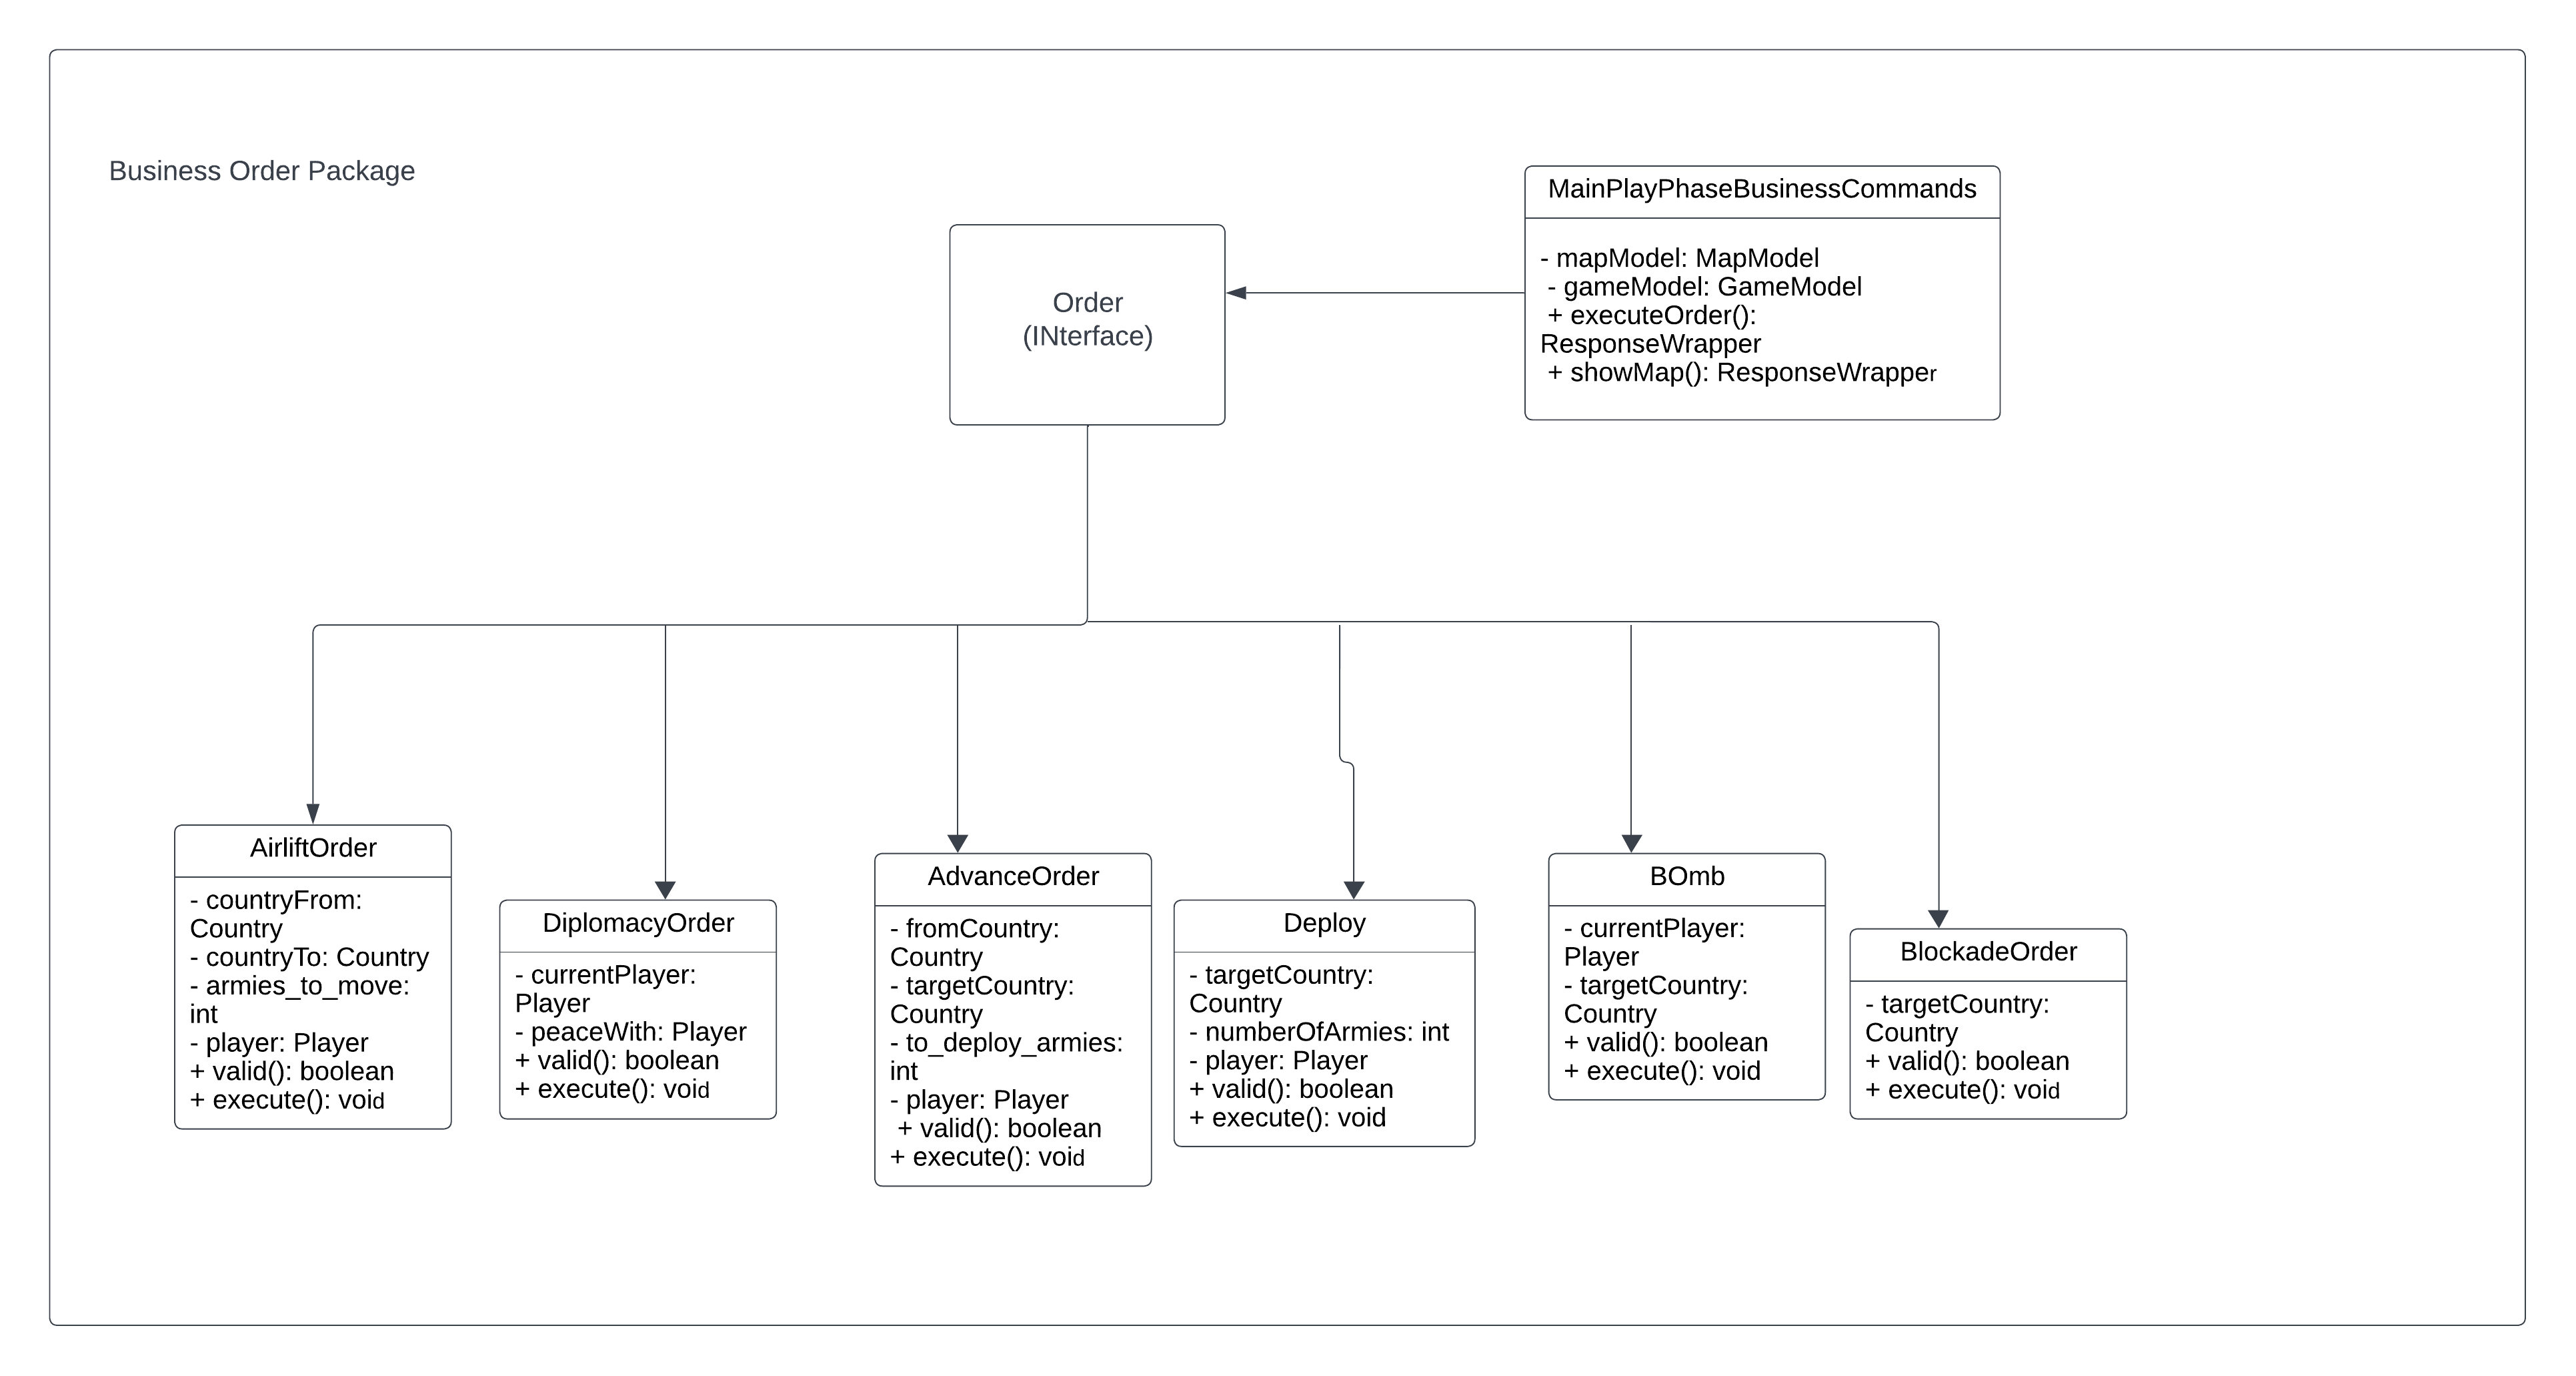 Business Order Package
Order
(INterface)
MainPlayPhaseBusinessCommands
- mapModel: MapModel
- gameModel: GameModel
+ executeOrder():
ResponseWrapper
+ showMap(): ResponseWrapper
AirliftOrder
- countryFrom:
Country
- countryTo: Country
- armies_to_move:
int
- player: Player
+ valid(): boolean
+ execute(): void
DiplomacyOrder
- currentPlayer:
Player
- peaceWith: Player
+ valid(): boolean
+ execute(): void
AdvanceOrder
- fromCountry:
Country
- targetCountry:
Country
- to_deploy_armies:
int
- player: Player
+ valid(): boolean
+ execute(): void
Deploy
- targetCountry:
Country
- numberOfArmies: int
- player: Player
+ valid(): boolean
+ execute(): void
BOmb
- currentPlayer:
Player
- targetCountry:
Country
+ valid(): boolean
+ execute(): void
BlockadeOrder
- targetCountry:
Country
+ valid(): boolean
+ execute(): void